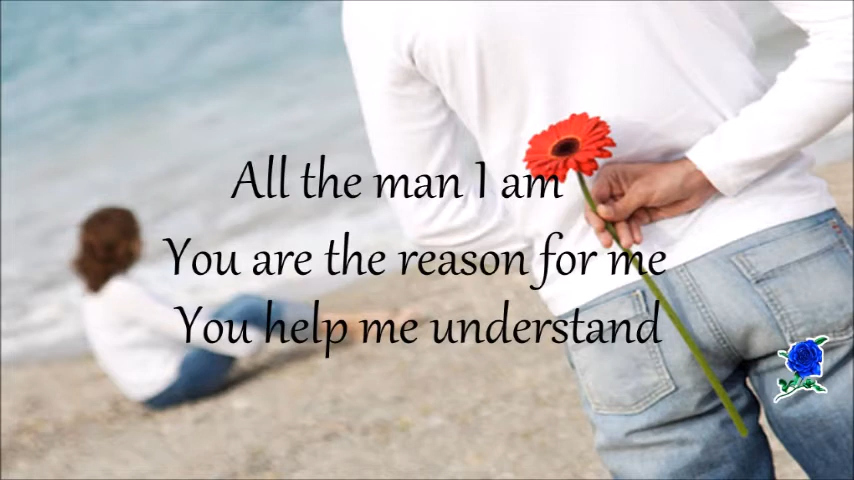 All the man I am
You are the reason for me
You help me understand